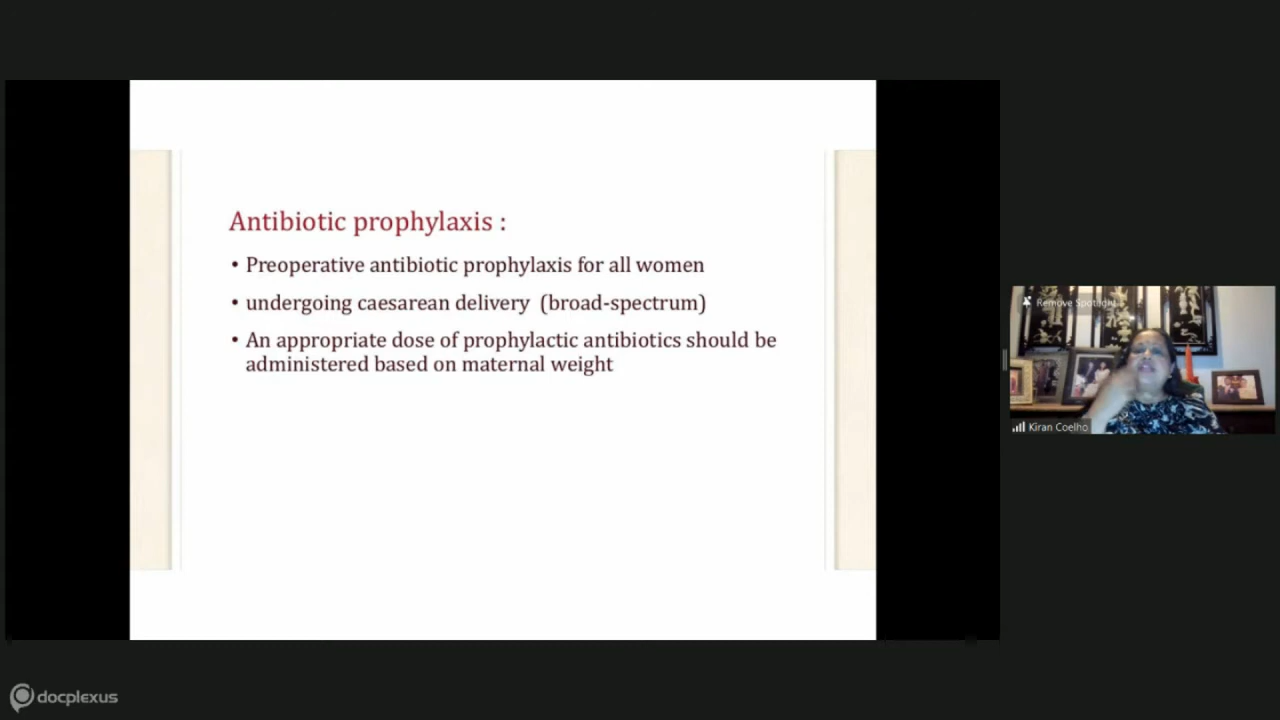 Antibiotic prophylaxis :
• Preoperative antibiotic prophylaxis for all women
• undergoing caesarean delivery (broad-spectrum)
• An appropriate dose of prophylactic antibiotics should be
administered based on maternal weight
Remove Spotlight
Kiran Coelho
docplexus